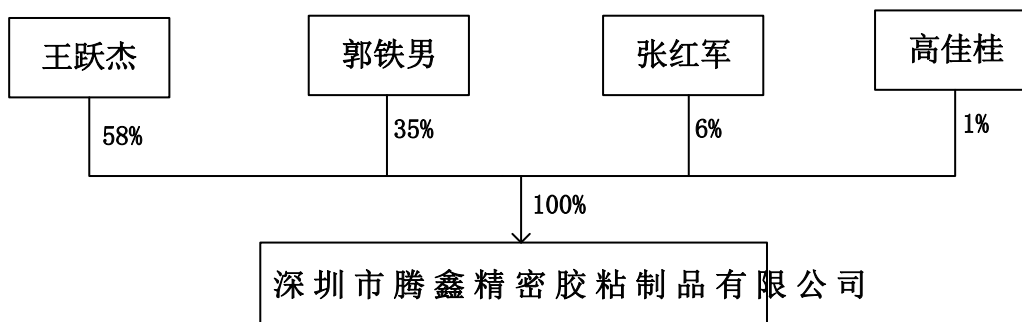 王跃杰
郭铁男
张红军
高佳桂
58%
35%
6%
1%
100%
深圳市腾鑫精密胶粘制品有限公司